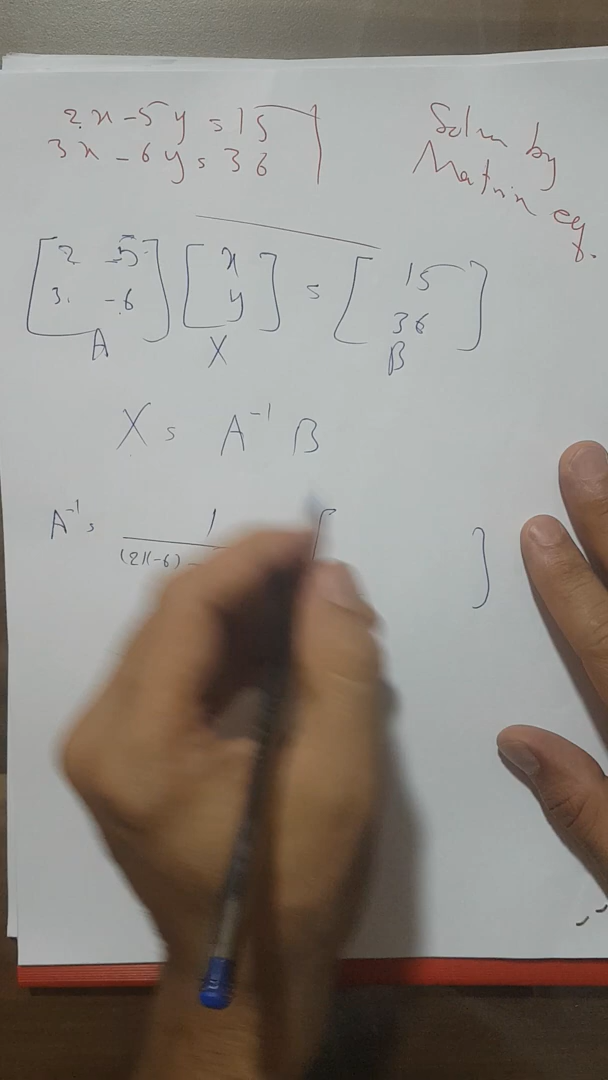 2x - 5y = 15
3x - 6y = 36
Solve by
Matrix eq.
[2 -5] [x] = [15]
[3 -6] [y] [36]
A X B
X = A⁻¹ B
A⁻¹ = 1
(2)(-6) -